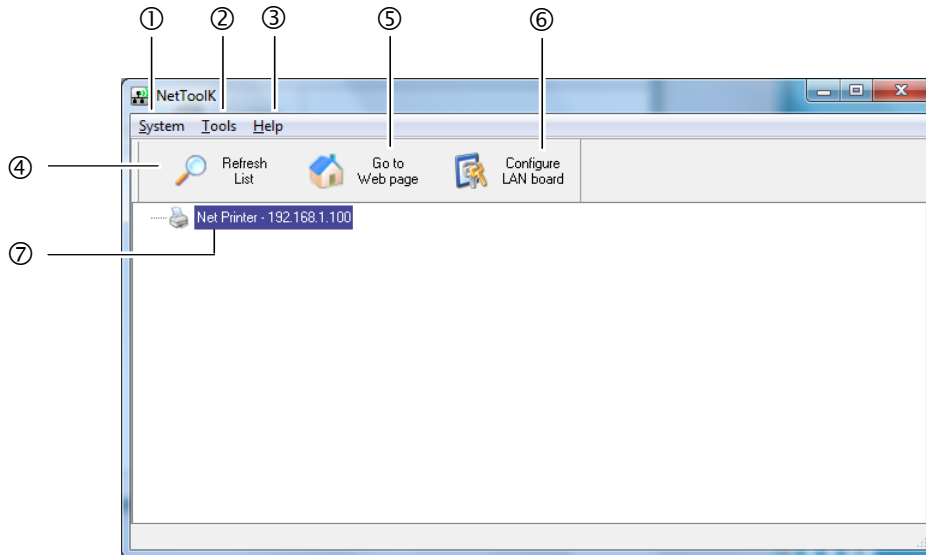 ① ② ③ ⑤ ⑥
NetToolK
System Tools Help
④ Refresh List Go to Web page Configure LAN board
Net Printer - 192.168.1.100
⑦